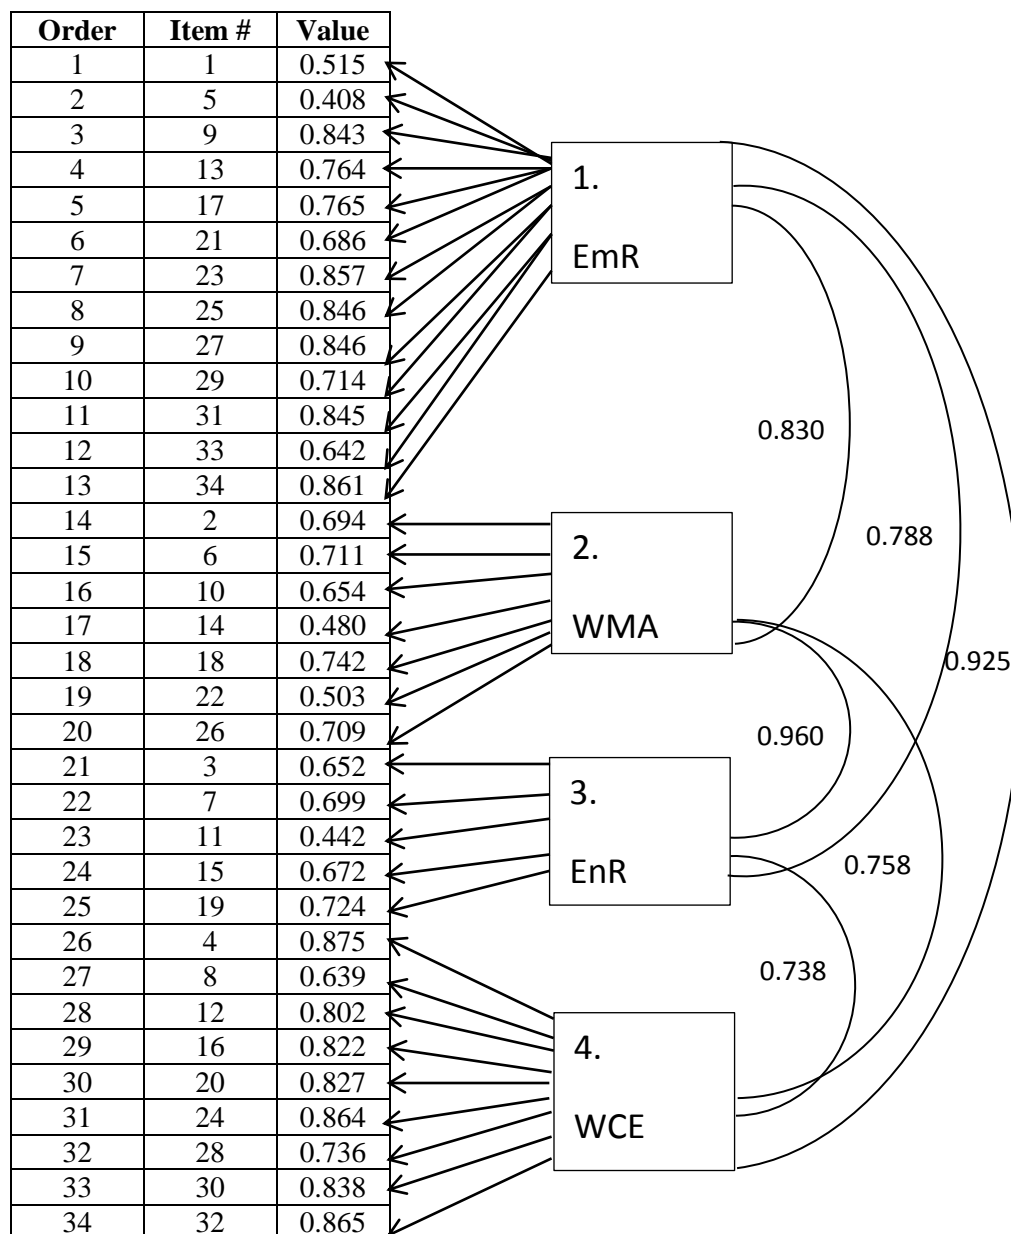 Order Item # Value
1 1 0.515
2 5 0.408
3 9 0.843
4 13 0.764
5 17 0.765
6 21 0.686
7 23 0.857
8 25 0.846
9 27 0.846
10 29 0.714
11 31 0.845
12 33 0.642
13 34 0.861
14 2 0.694
15 6 0.711
16 10 0.654
17 14 0.480
18 18 0.742
19 22 0.503
20 26 0.709
21 3 0.652
22 7 0.699
23 11 0.442
24 15 0.672
25 19 0.724
26 4 0.875
27 8 0.639
28 12 0.802
29 16 0.822
30 20 0.827
31 24 0.864
32 28 0.736
33 30 0.838
34 32 0.865
1.
EmR
2.
WMA
3.
EnR
4.
WCE
0.830
0.788
0.925
0.960
0.758
0.738